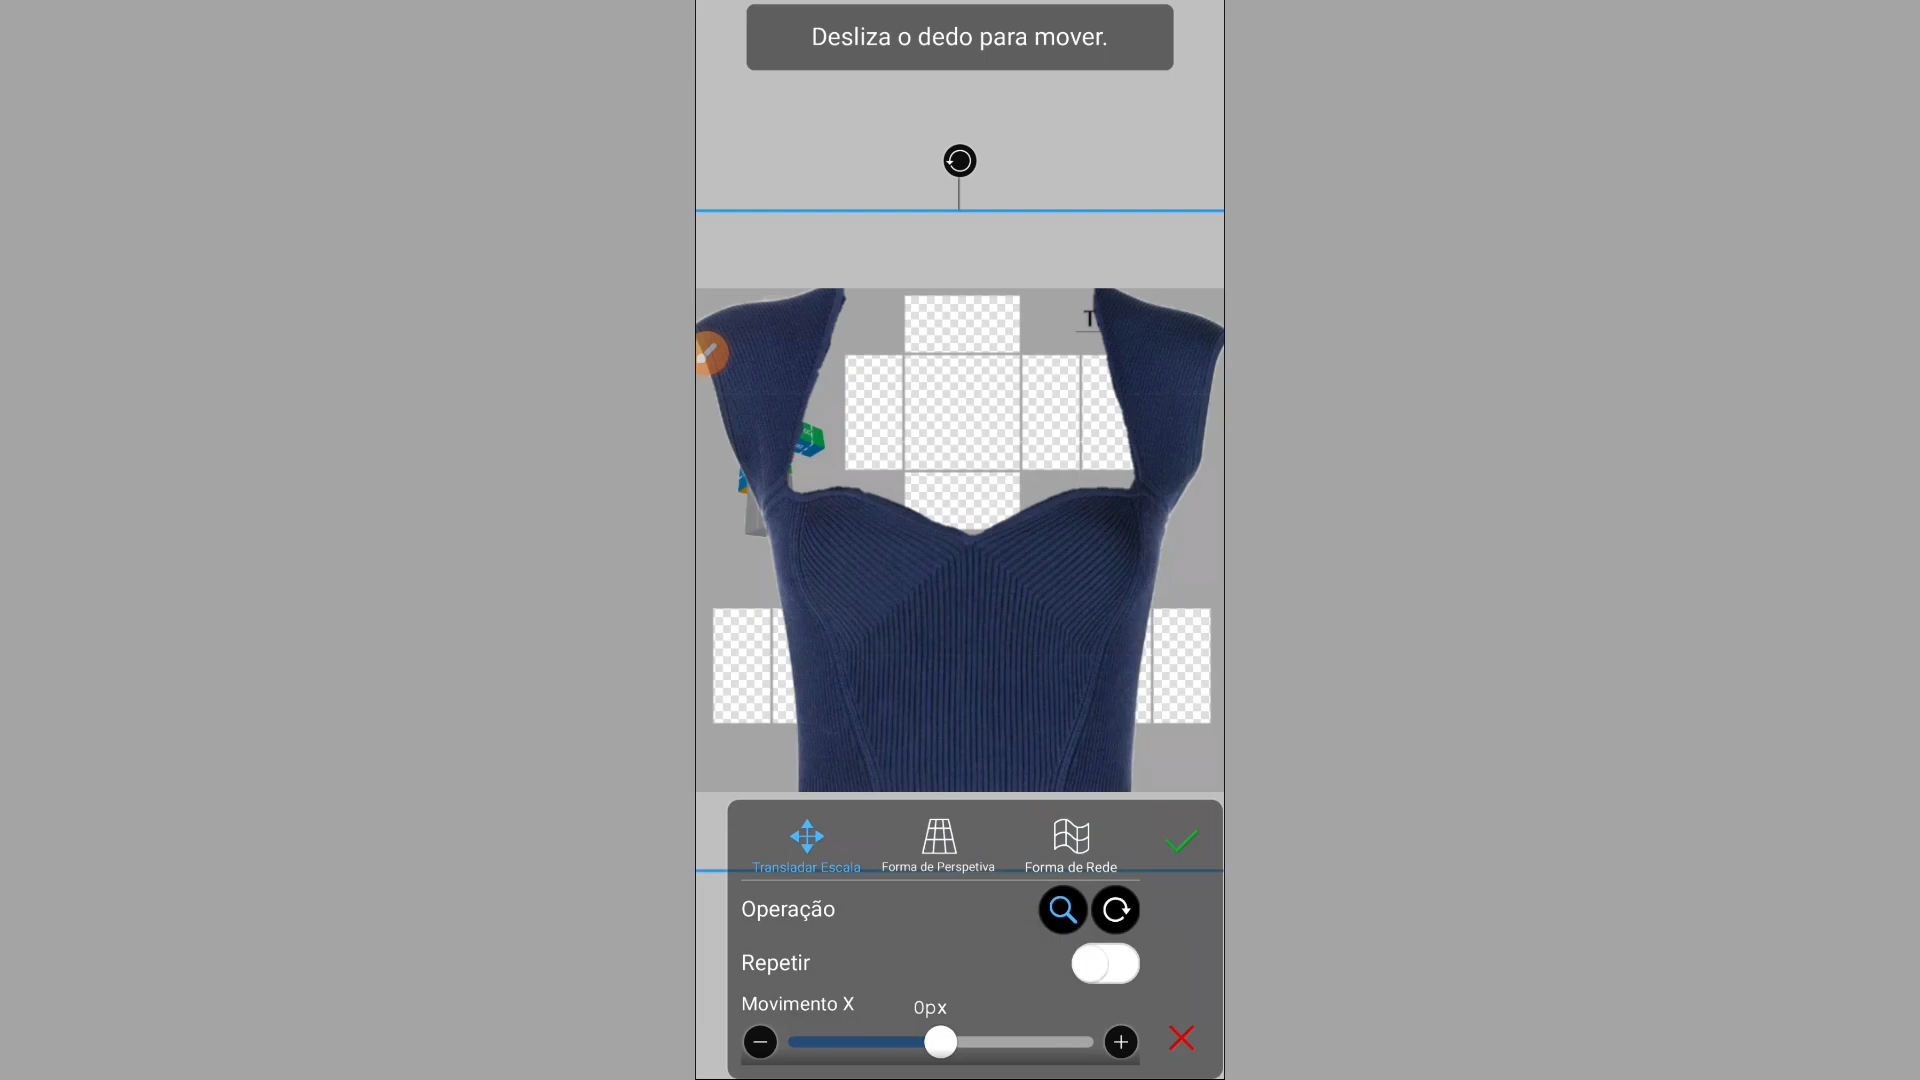 Desliza o dedo para mover.
Transladar Escala
Forma de Perspetiva
Forma de Rede
Operação
Repetir
Movimento X
0px